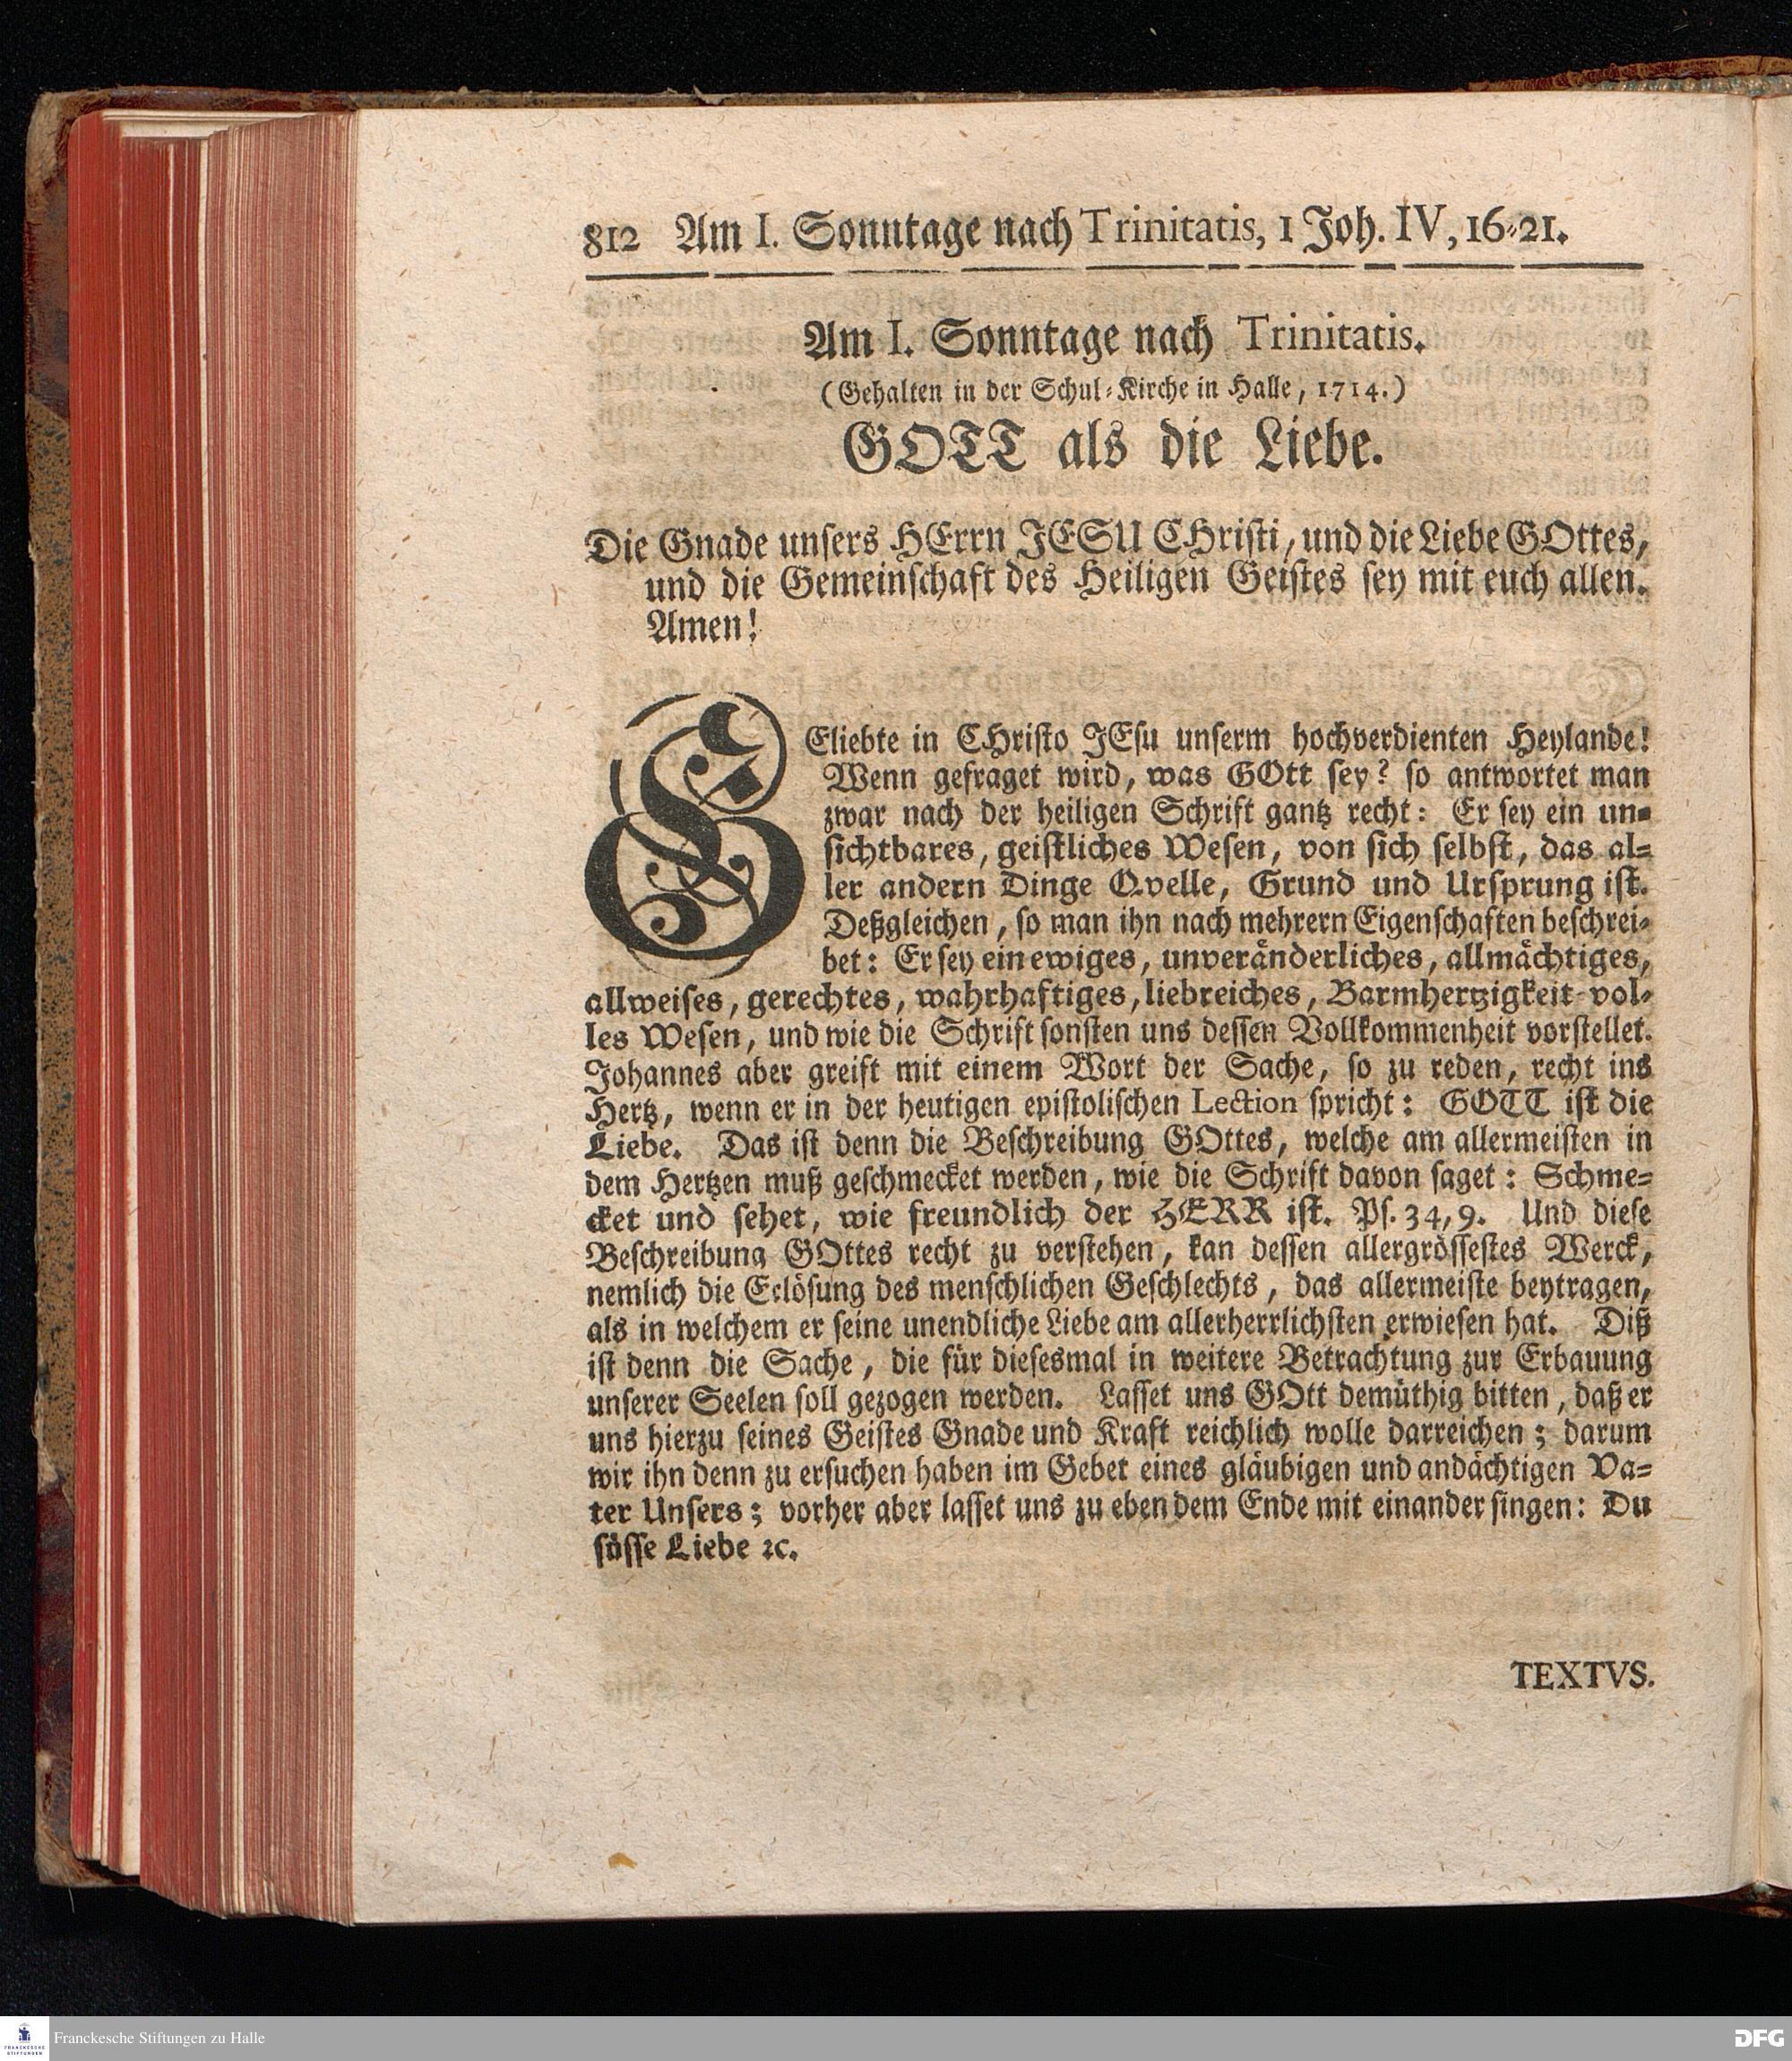 812 Am I. Sonntage nach Trinitatis, 1 Joh. IV, 16-21.
Am I. Sonntage nach Trinitatis.
(Gehalten in der Schul-Kirche in Halle, 1714.)
GOTT als die Liebe.
Die Gnade unsers HErrn JESU CHristi, und die Liebe GOttes,
und die Gemeinschaft des Heiligen Geistes sey mit euch allen.
Amen!
GEliebte in CHristo JEsu unserm hochverdienten Heylande!
Wenn gefraget wird, was GOtt sey? so antwortet man
zwar nach der heiligen Schrift gantz recht: Er sey ein un-
sichtbares, geistliches Wesen, von sich selbst, das al-
ler andern Dinge Qvelle, Grund und Ursprung ist.
Deßgleichen, so man ihn nach mehrern Eigenschaften beschrei-
bet: Er sey ein ewiges, unveränderliches, allmächtiges,
allweises, gerechtes, wahrhaftiges, liebreiches, Barmhertzigkeit-vol-
les Wesen, und wie die Schrift sonsten uns dessen Vollkommenheit vorstellet.
Johannes aber greift mit einem Wort der Sache, so zu reden, recht ins
Hertz, wenn er in der heutigen epistolischen Lection spricht: GOTT ist die
Liebe. Das ist denn die Beschreibung GOttes, welche am allermeisten in
dem Hertzen muß geschmecket werden, wie die Schrift davon saget: Schme-
cket und sehet, wie freundlich der HERR ist. Ps. 34, 9. Und diese
Beschreibung GOttes recht zu verstehen, kan dessen allergrössestes Werck,
nemlich die Erlösung des menschlichen Geschlechts, das allermeiste beytragen,
als in welchem er seine unendliche Liebe am allerherrlichsten erwiesen hat. Diß
ist denn die Sache, die für diesesmal in weitere Betrachtung zur Erbauung
unserer Seelen soll gezogen werden. Lasset uns GOtt demüthig bitten, daß er
uns hierzu seines Geistes Gnade und Kraft reichlich wolle darreichen; darum
wir ihn denn zu ersuchen haben im Gebet eines gläubigen und andächtigen Va-
ter Unsers; vorher aber lasset uns zu eben dem Ende mit einander singen: Du
süsse Liebe ꝛc.
TEXTVS.
FRANCKESCHE
STIFTUNGEN
Franckesche Stiftungen zu Halle
DFG